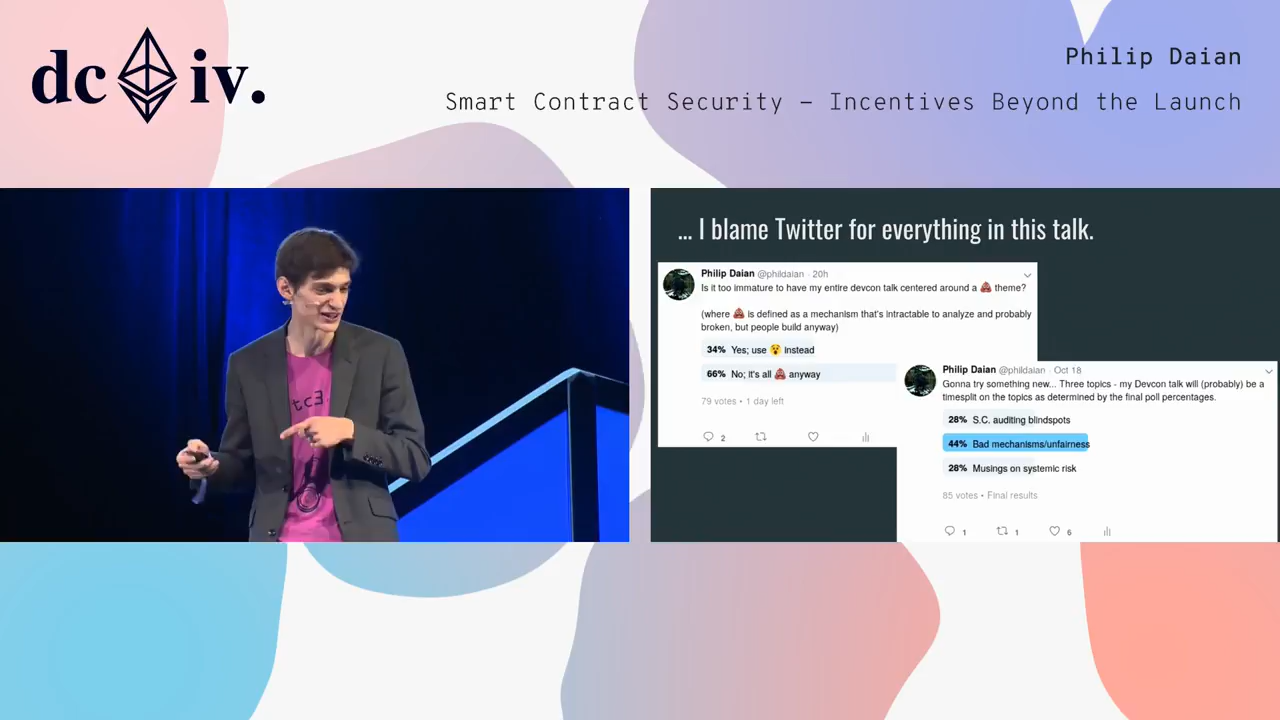 dc iv.
Philip Daian
Smart Contract Security – Incentives Beyond the Launch
... I blame Twitter for everything in this talk.
Philip Daian @phildaian · 20h
Is it too immature to have my entire devcon talk centered around a 💩 theme?
(where 💩 is defined as a mechanism that's intractable to analyze and probably
broken, but people build anyway)
34% Yes; use 😮 instead
66% No; it's all 💩 anyway
79 votes • 1 day left
2
Philip Daian @phildaian · Oct 18
Gonna try something new... Three topics - my Devcon talk will (probably) be a
timesplit on the topics as determined by the final poll percentages.
28% S.C. auditing blindspots
44% Bad mechanisms/unfairness
28% Musings on systemic risk
85 votes • Final results
1 1 6